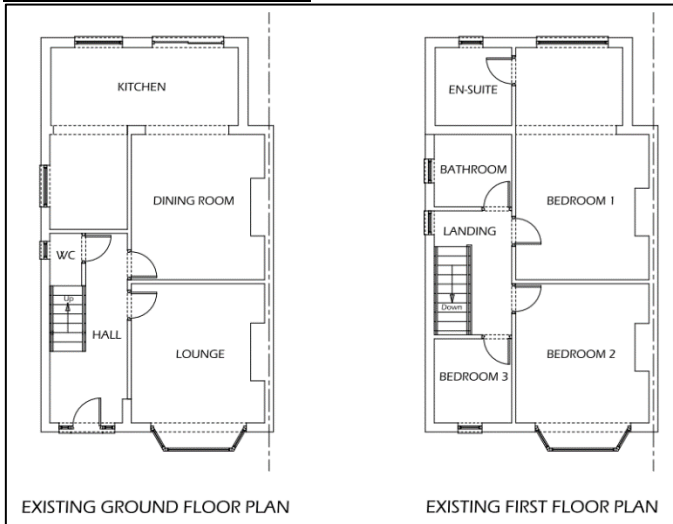 KITCHEN
DINING ROOM
WC
Up
HALL
LOUNGE
EXISTING GROUND FLOOR PLAN
EN-SUITE
BATHROOM
BEDROOM 1
LANDING
Down
BEDROOM 2
BEDROOM 3
EXISTING FIRST FLOOR PLAN